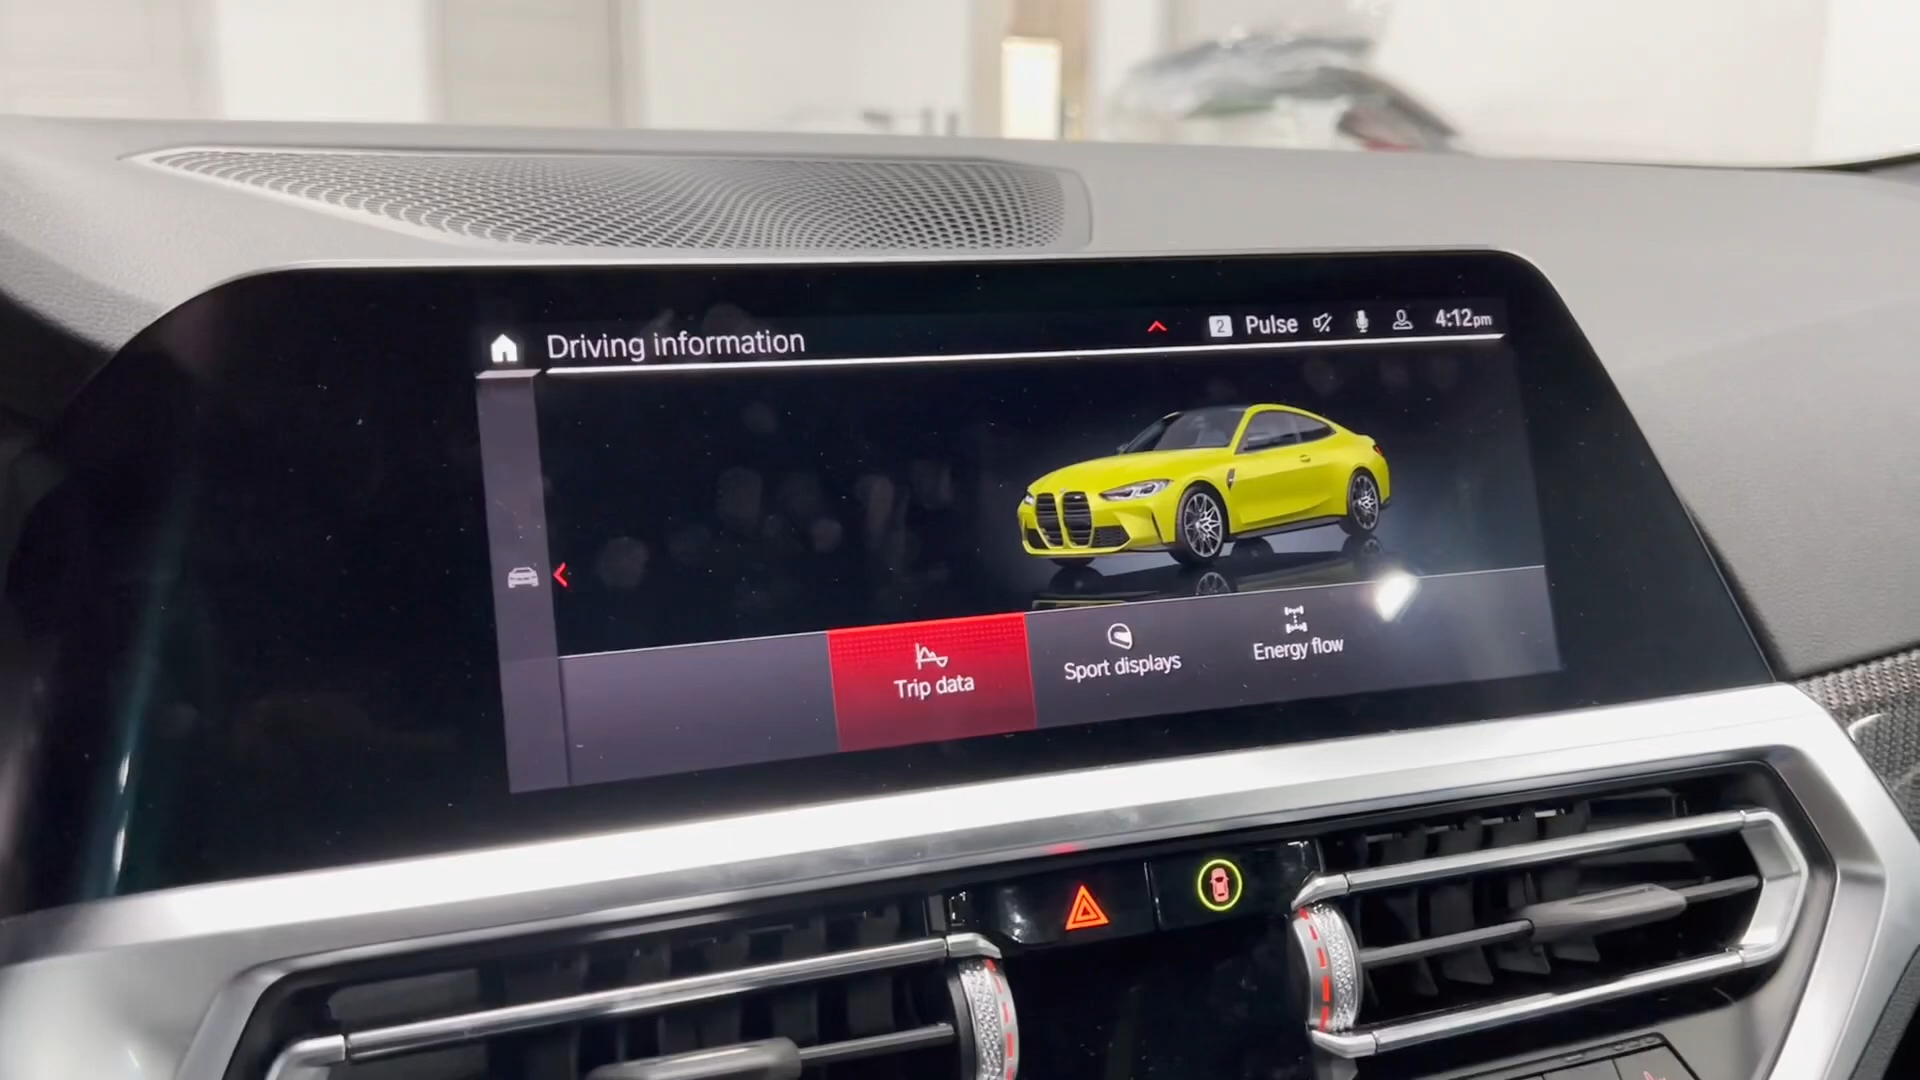 Driving information
2 Pulse 4:12pm
Trip data
Sport displays
Energy flow